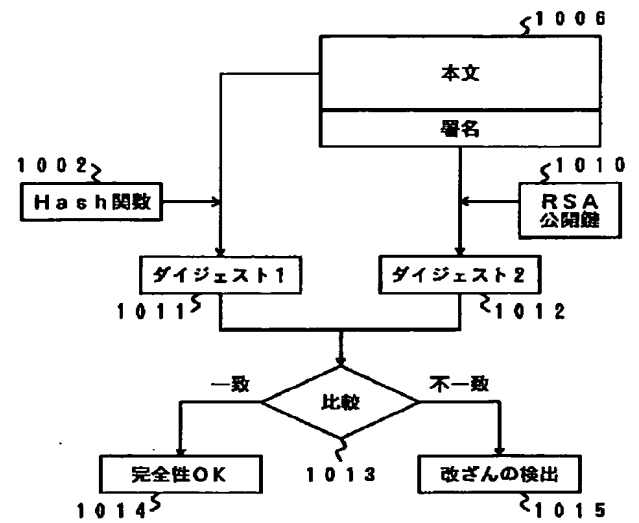 1006
本文
署名
1002
Hash関数
1010
RSA
公開鍵
ダイジェスト1
1011
ダイジェスト2
1012
一致
不一致
比較
1013
完全性OK
1014
改ざんの検出
1015